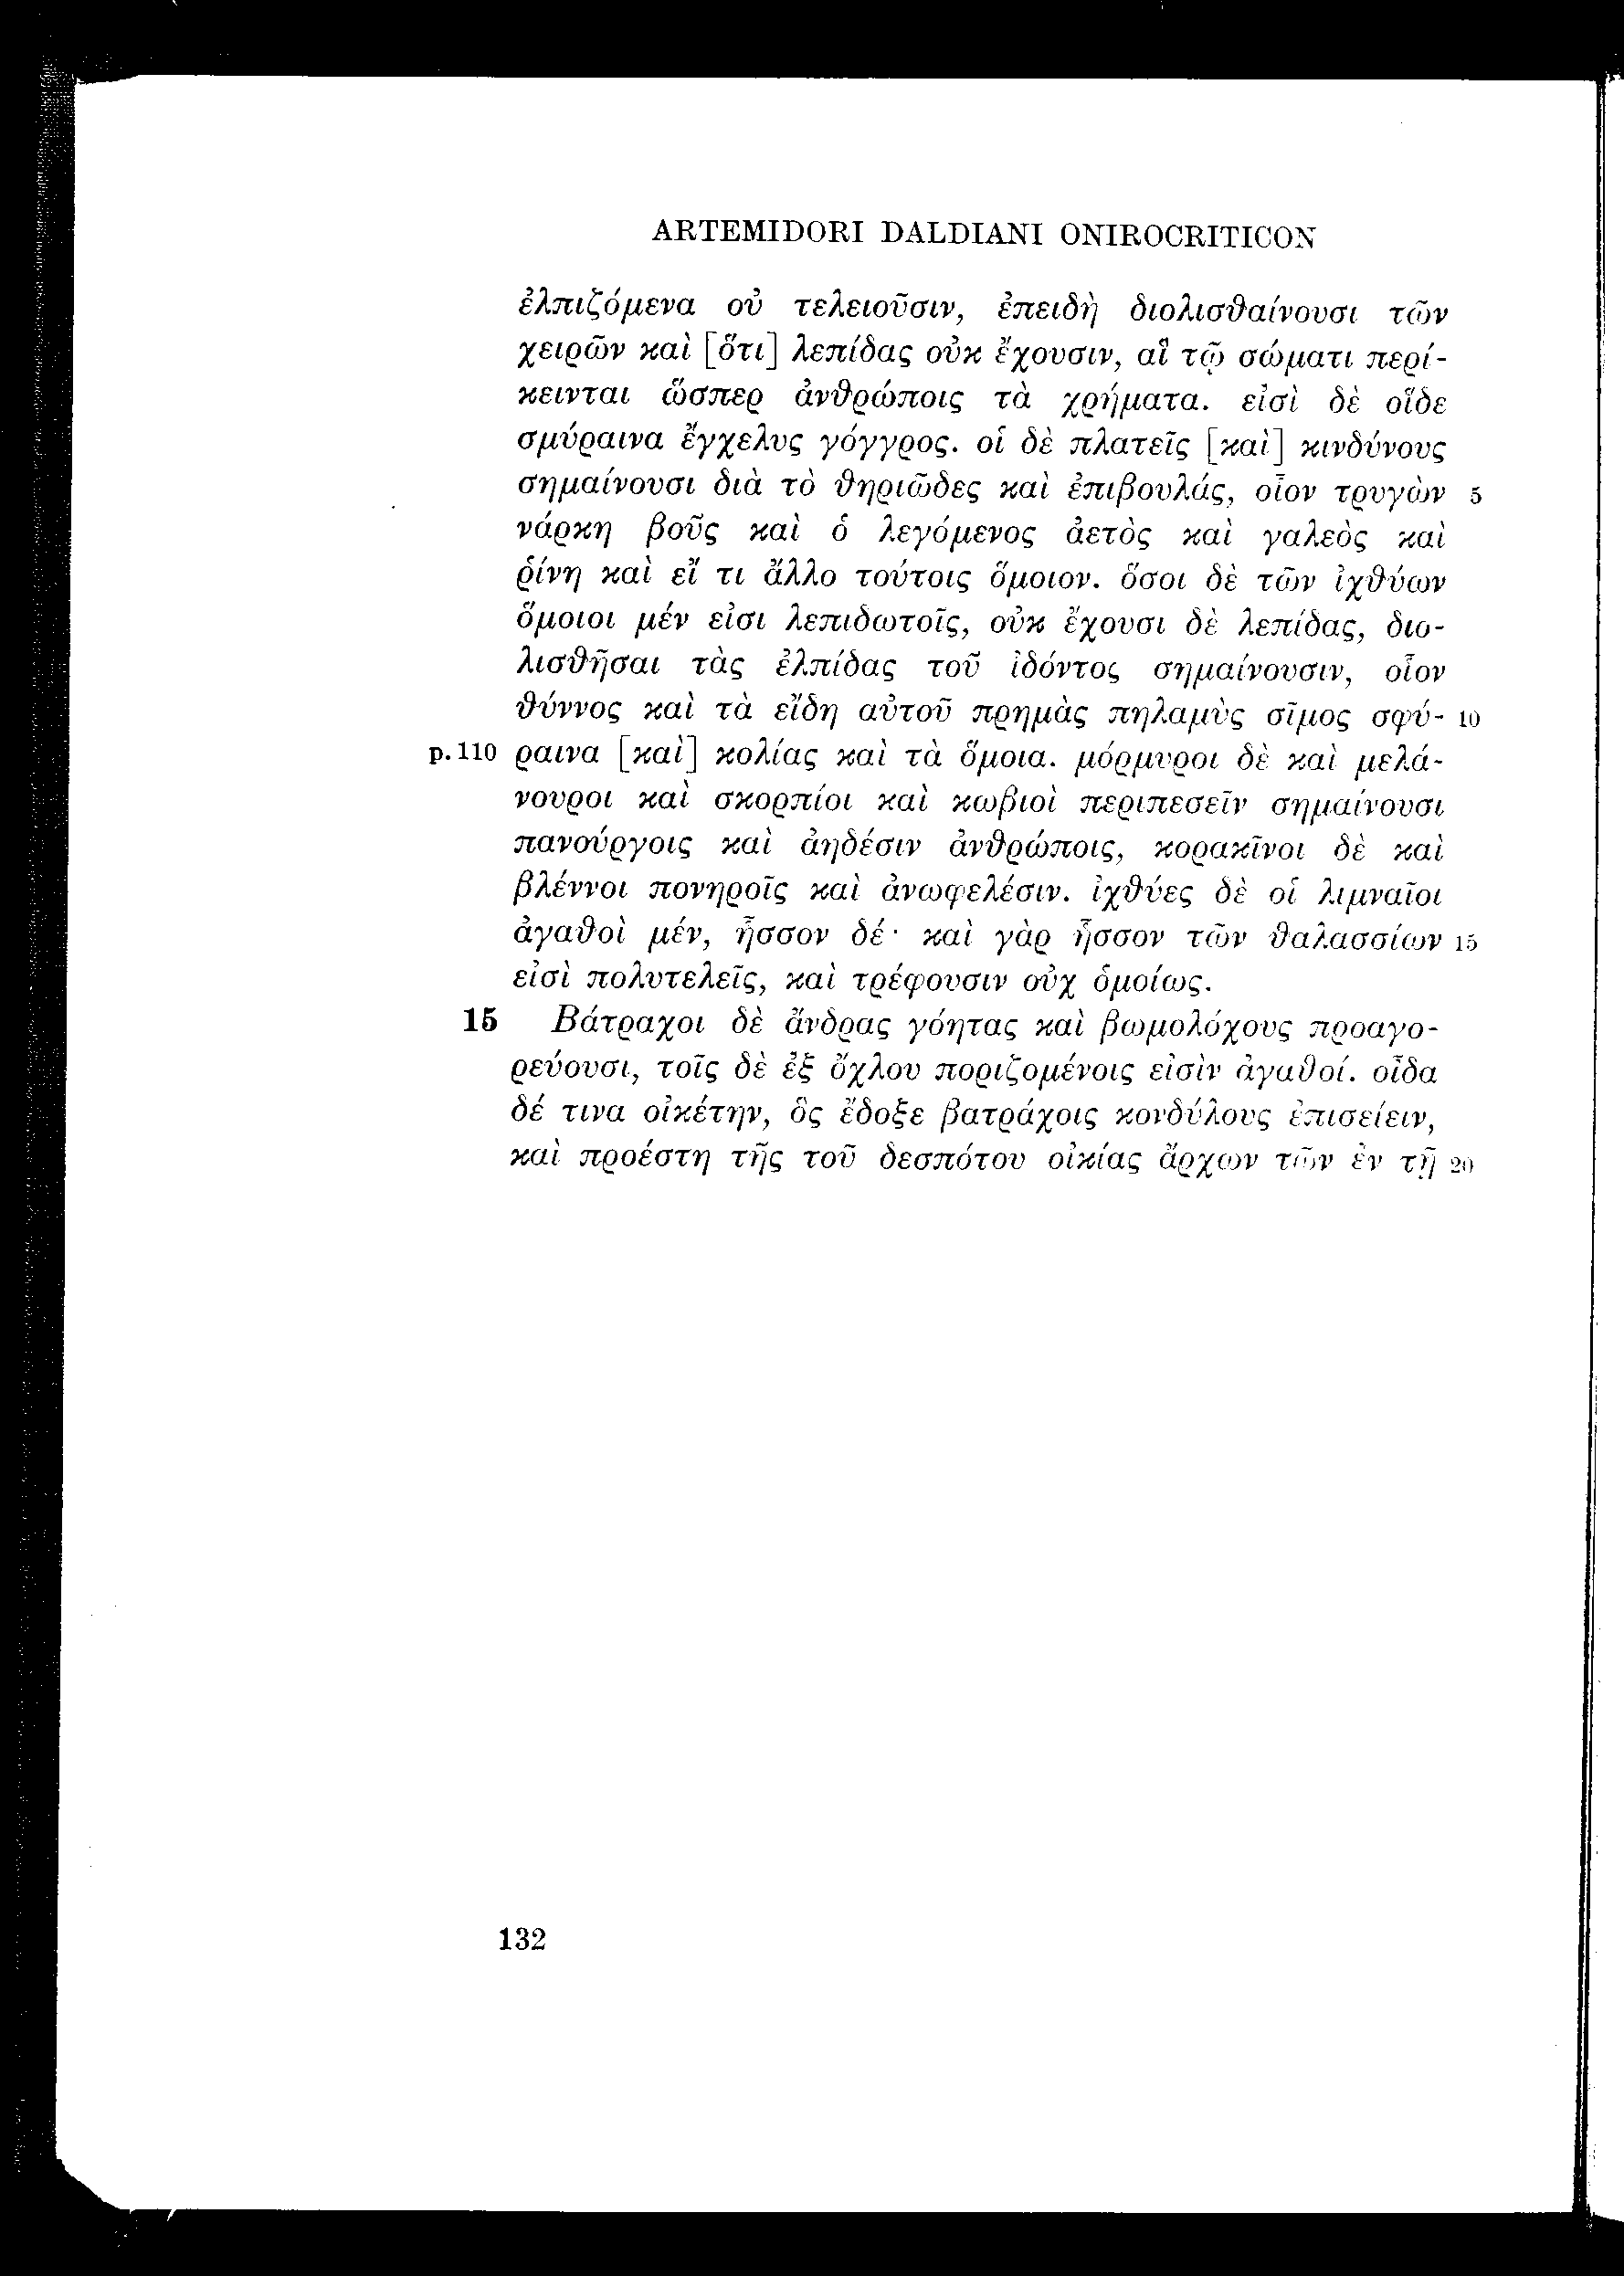 ARTEMIDORI DALDIANI ONIROCRITICON
ἐλπιζόμενα οὐ τελειοῦσιν, ἐπειδὴ διολισθαίνουσι τῶν
χειρῶν καὶ [ὅτι] λεπίδας οὐκ ἔχουσιν, αἳ τῷ σώματι περί-
κεινται ὥσπερ ἀνθρώποις τὰ χρήματα. εἰσὶ δὲ οἵδε
σμύραινα ἔγχελυς γόγγρος. οἱ δὲ πλατεῖς [καὶ] κινδύνους
σημαίνουσι διὰ τὸ θηριῶδες καὶ ἐπιβουλάς, οἷον τρυγὼν 5
νάρκη βοῦς καὶ ὁ λεγόμενος ἀετὸς καὶ γαλεὸς καὶ
ῥίνη καὶ εἴ τι ἄλλο τούτοις ὅμοιον. ὅσοι δὲ τῶν ἰχθύων
ὅμοιοι μέν εἰσι λεπιδωτοῖς, οὐκ ἔχουσι δὲ λεπίδας, διο-
λισθῆσαι τὰς ἐλπίδας τοῦ ἰδόντος σημαίνουσιν, οἷον
θύννος καὶ τὰ εἴδη αὐτοῦ πρημὰς πηλαμὺς σῖμος σφύ- 10
p.110 ραινα [καὶ] κολίας καὶ τὰ ὅμοια. μόρμυροι δὲ καὶ μελά-
νουροι καὶ σκορπίοι καὶ κωβιοὶ περιπεσεῖν σημαίνουσι
πανούργοις καὶ ἀηδέσιν ἀνθρώποις, κορακῖνοι δὲ καὶ
βλέννοι πονηροῖς καὶ ἀνωφελέσιν. ἰχθύες δὲ οἱ λιμναῖοι
ἀγαθοὶ μέν, ἧσσον δέ· καὶ γὰρ ἧσσον τῶν θαλασσίων 15
εἰσὶ πολυτελεῖς, καὶ τρέφουσιν οὐχ ὁμοίως.
15 Βάτραχοι δὲ ἄνδρας γόητας καὶ βωμολόχους προαγο-
ρεύουσι, τοῖς δὲ ἐξ ὄχλου ποριζομένοις εἰσὶν ἀγαθοί. οἶδα
δέ τινα οἰκέτην, ὃς ἔδοξε βατράχοις κονδύλους ἐπισείειν,
καὶ προέστη τῆς τοῦ δεσπότου οἰκίας ἄρχων τῶν ἐν τῇ 20
132